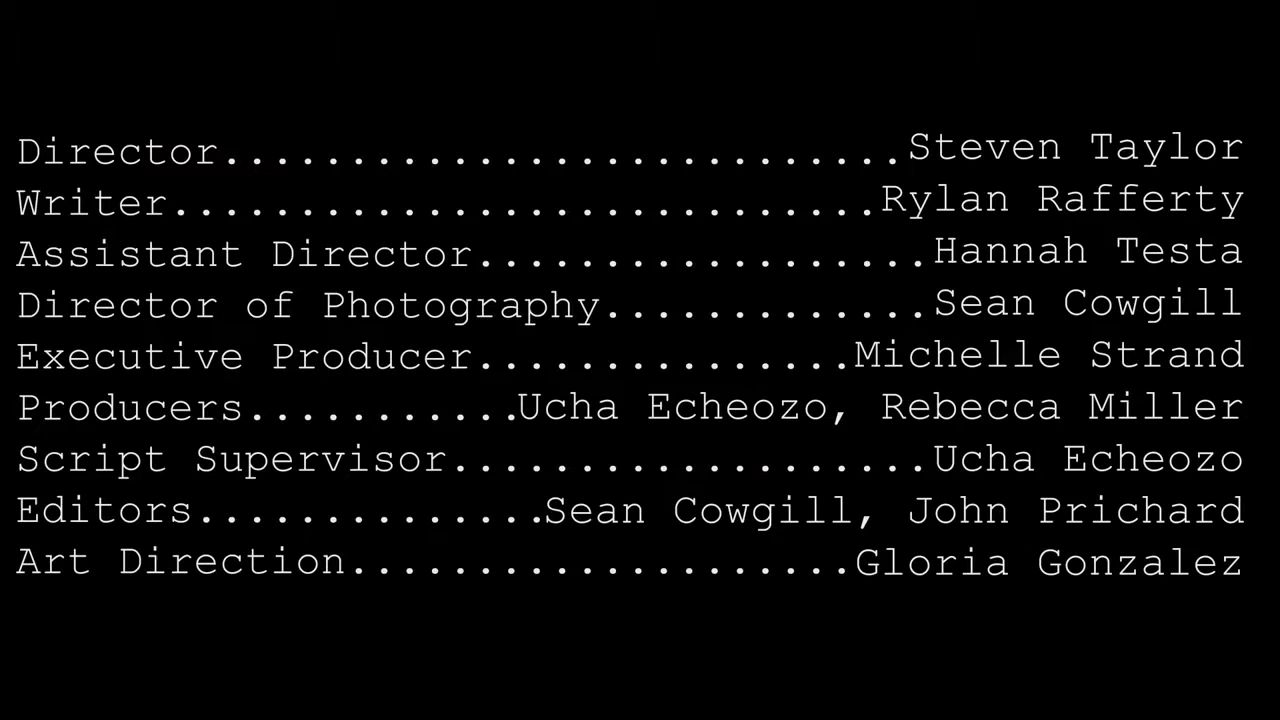 Director...........................Steven Taylor
Writer............................Rylan Rafferty
Assistant Director..................Hannah Testa
Director of Photography.............Sean Cowgill
Executive Producer...............Michelle Strand
Producers...........Ucha Echeozo, Rebecca Miller
Script Supervisor...................Ucha Echeozo
Editors..............Sean Cowgill, John Prichard
Art Direction....................Gloria Gonzalez